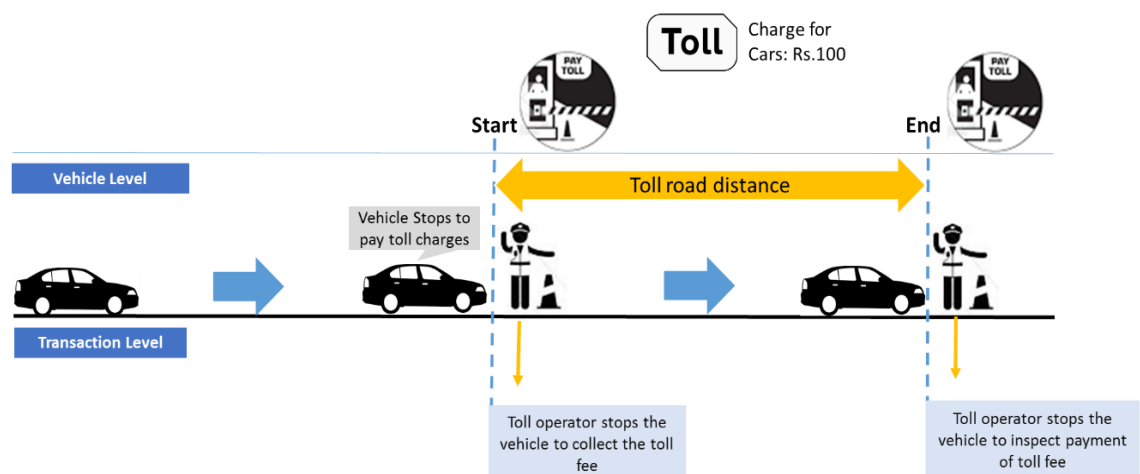 Toll
Charge for
Cars: Rs.100
PAY
TOLL
PAY
TOLL
Start
End
Vehicle Level
Toll road distance
Vehicle Stops to
pay toll charges
Transaction Level
Toll operator stops the
vehicle to collect the toll
fee
Toll operator stops the
vehicle to inspect payment
of toll fee